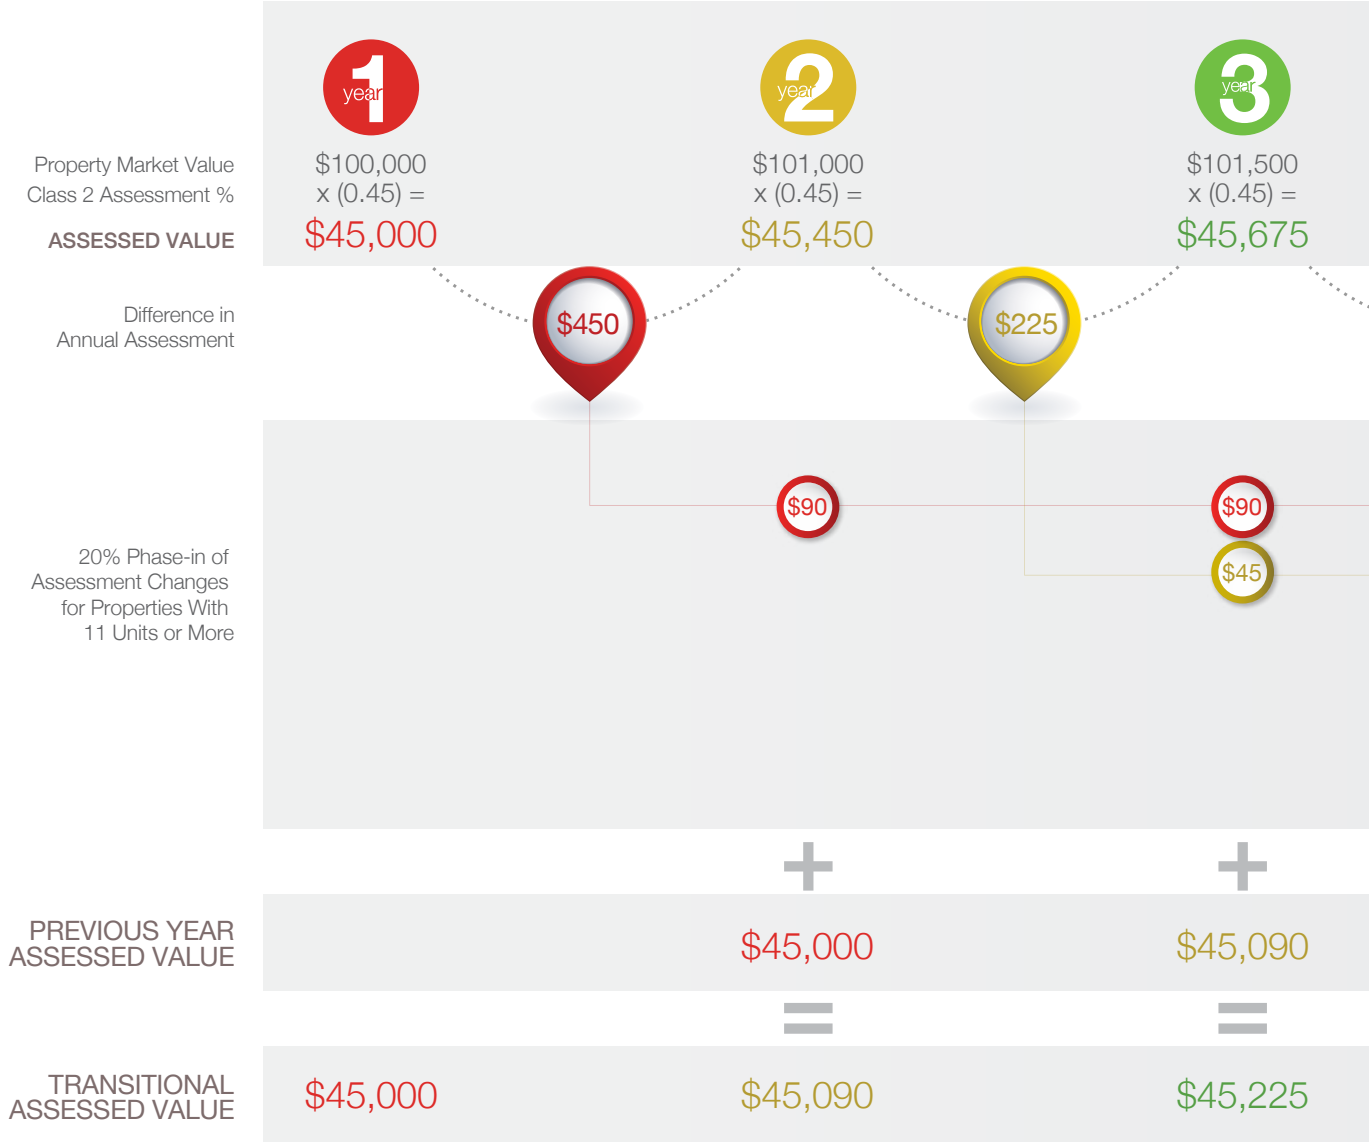 year 1
year 2
year 3
Property Market Value $100,000 $101,000 $101,500
Class 2 Assessment % x (0.45) = x (0.45) = x (0.45) =
ASSESSED VALUE $45,000 $45,450 $45,675
Difference in
Annual Assessment
$450 $225
$90 $90
$45
20% Phase-in of
Assessment Changes
for Properties With
11 Units or More
+ +
PREVIOUS YEAR
ASSESSED VALUE
$45,000 $45,090
= =
TRANSITIONAL
ASSESSED VALUE
$45,000 $45,090 $45,225